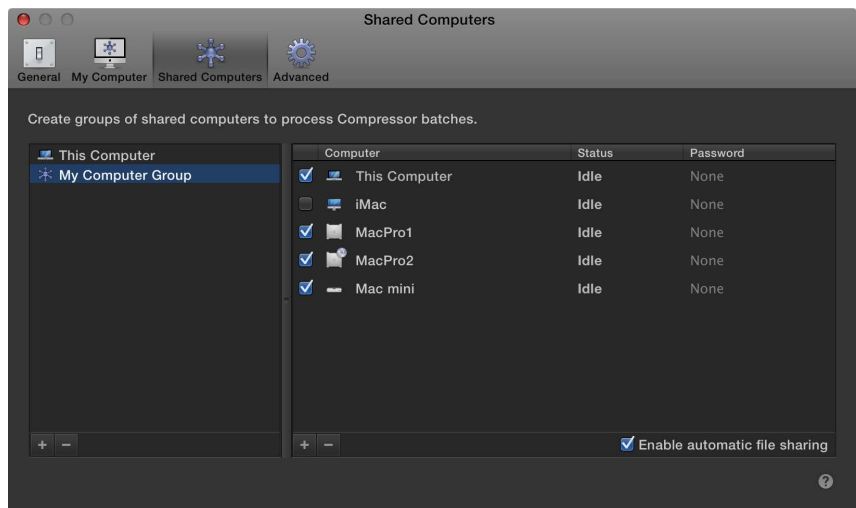 Shared Computers
General My Computer Shared Computers Advanced
Create groups of shared computers to process Compressor batches.
This Computer
My Computer Group
Computer Status Password
This Computer Idle None
iMac Idle None
MacPro1 Idle None
MacPro2 Idle None
Mac mini Idle None
+ − + − Enable automatic file sharing
?